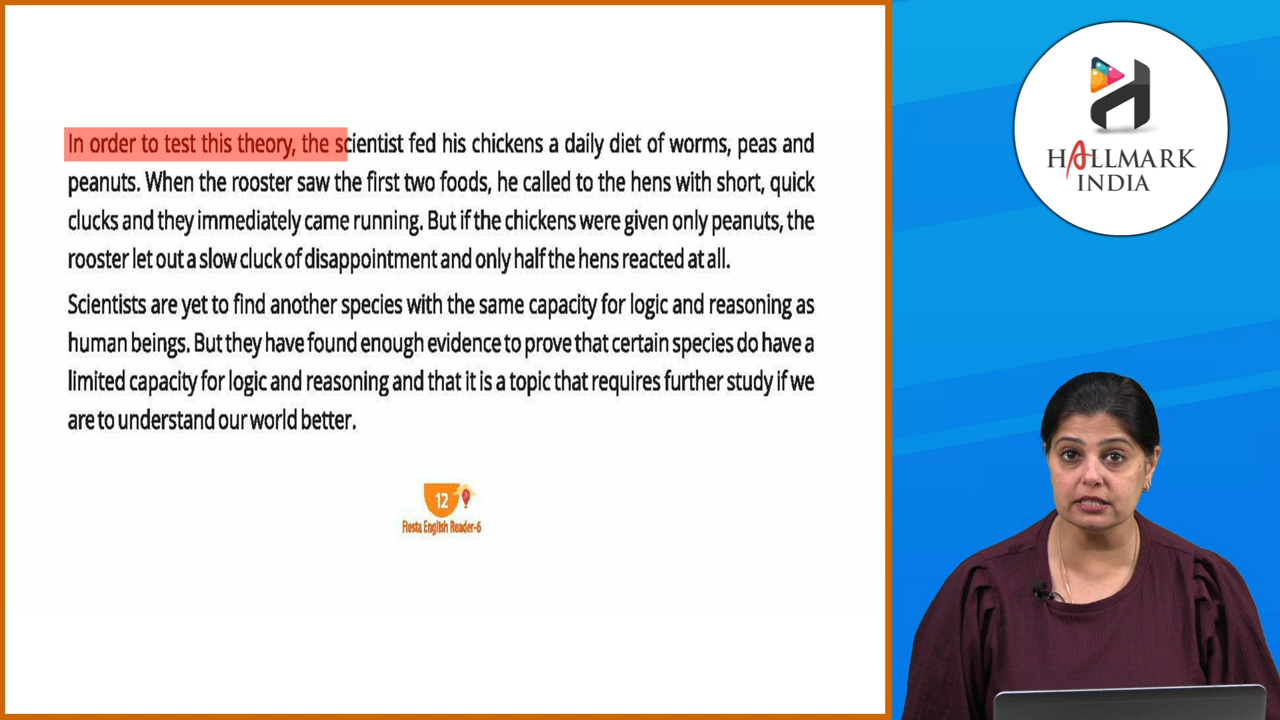 In order to test this theory, the scientist fed his chickens a daily diet of worms, peas and
peanuts. When the rooster saw the first two foods, he called to the hens with short, quick
clucks and they immediately came running. But if the chickens were given only peanuts, the
rooster let out a slow cluck of disappointment and only half the hens reacted at all.
Scientists are yet to find another species with the same capacity for logic and reasoning as
human beings. But they have found enough evidence to prove that certain species do have a
limited capacity for logic and reasoning and that it is a topic that requires further study if we
are to understand our world better.
12
Fiesta English Reader-6
HALLMARK
INDIA